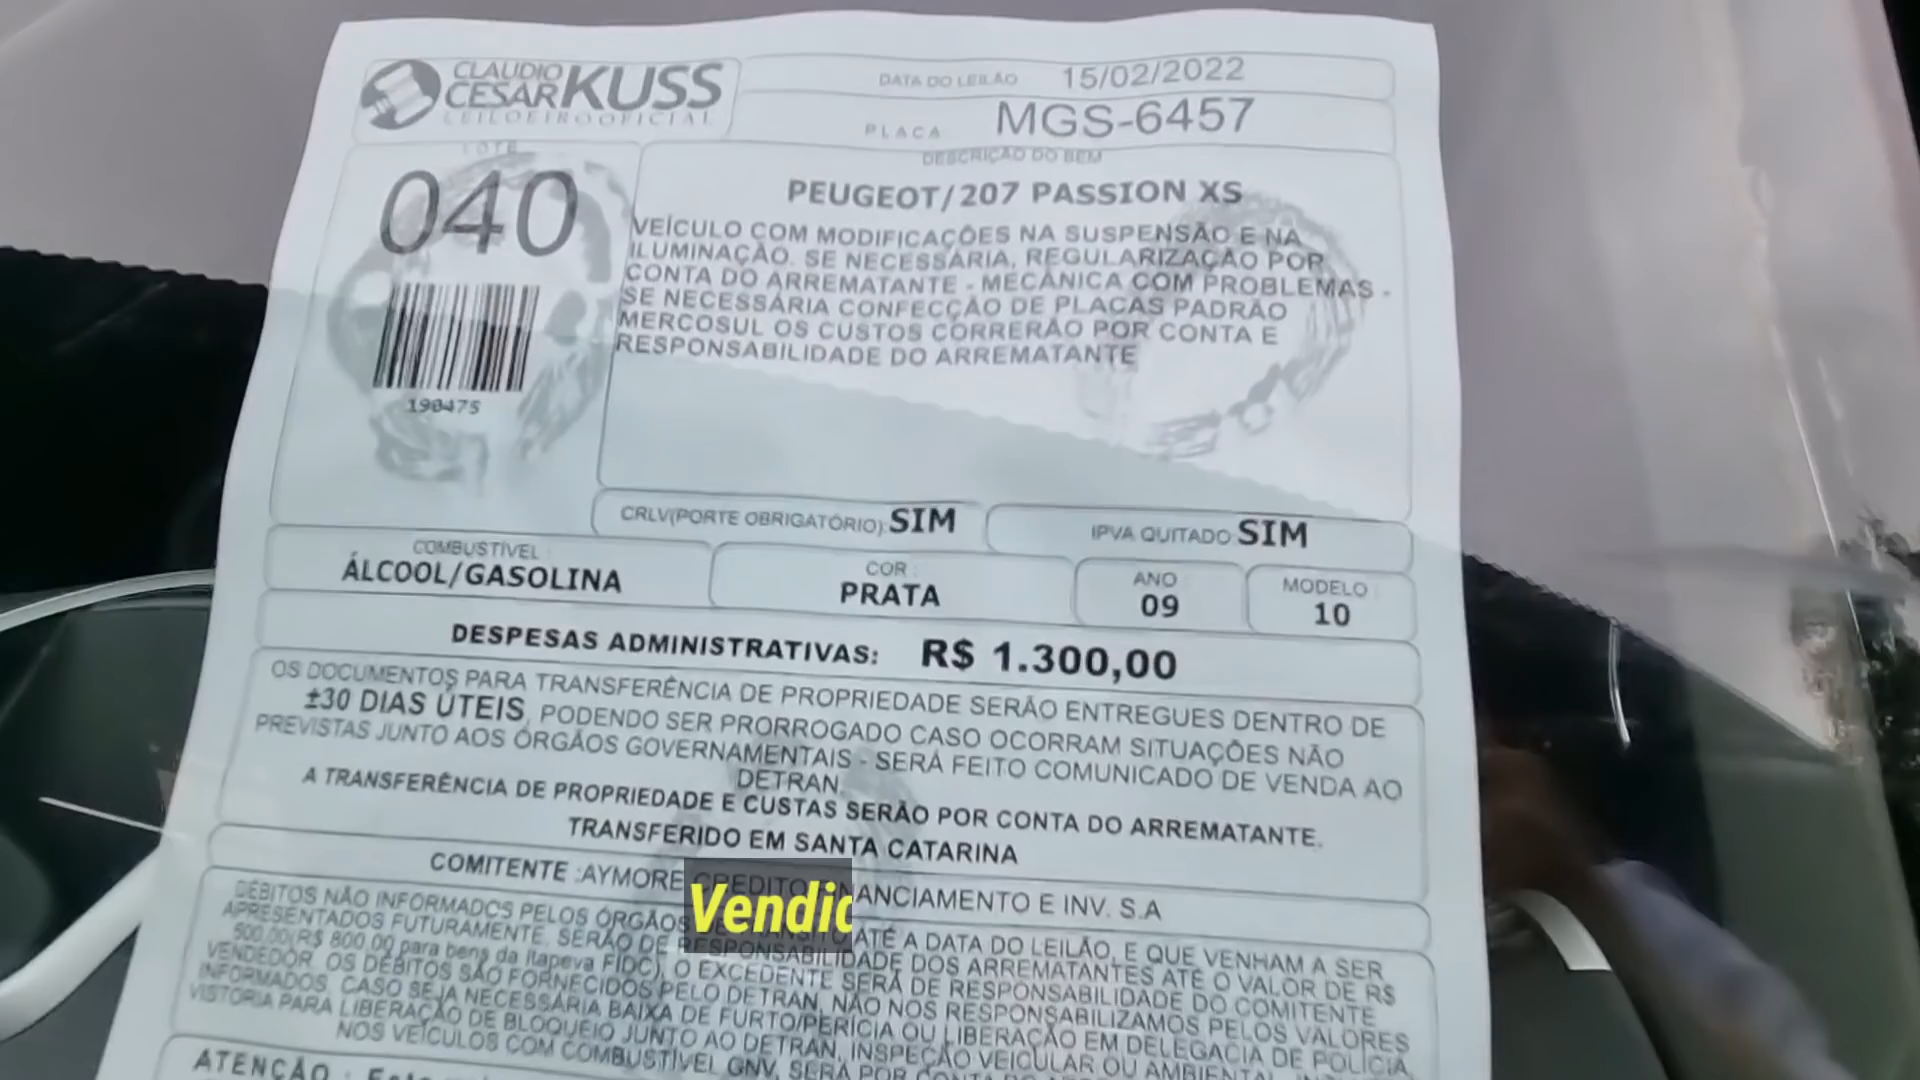 CLAUDIO
CESAR KUSS
LEILOEIRO OFICIAL
DATA DO LEILÃO 15/02/2022
PLACA MGS-6457
LOTE
040
190475
DESCRIÇÃO DO BEM
PEUGEOT/207 PASSION XS
VEÍCULO COM MODIFICAÇÕES NA SUSPENSÃO E NA
ILUMINAÇÃO. SE NECESSÁRIA, REGULARIZAÇÃO POR
CONTA DO ARREMATANTE - MECÂNICA COM PROBLEMAS -
SE NECESSÁRIA CONFECÇÃO DE PLACAS PADRÃO
MERCOSUL OS CUSTOS CORRERÃO POR CONTA E
RESPONSABILIDADE DO ARREMATANTE
CRLV(PORTE OBRIGATÓRIO): SIM
IPVA QUITADO SIM
COMBUSTÍVEL :
ÁLCOOL/GASOLINA
COR :
PRATA
ANO
09
MODELO
10
DESPESAS ADMINISTRATIVAS: R$ 1.300,00
OS DOCUMENTOS PARA TRANSFERÊNCIA DE PROPRIEDADE SERÃO ENTREGUES DENTRO DE
±30 DIAS ÚTEIS, PODENDO SER PRORROGADO CASO OCORRAM SITUAÇÕES NÃO
PREVISTAS JUNTO AOS ÓRGÃOS GOVERNAMENTAIS - SERÁ FEITO COMUNICADO DE VENDA AO
DETRAN.
A TRANSFERÊNCIA DE PROPRIEDADE E CUSTAS SERÃO POR CONTA DO ARREMATANTE.
TRANSFERIDO EM SANTA CATARINA
COMITENTE :AYMORE CREDITO, FINANCIAMENTO E INV. S.A
Vendid
DÉBITOS NÃO INFORMADOS PELOS ÓRGÃOS DE TRÂNSITO ATÉ A DATA DO LEILÃO, E QUE VENHAM A SER
APRESENTADOS FUTURAMENTE, SERÃO DE RESPONSABILIDADE DOS ARREMATANTES ATÉ O VALOR DE R$
500,00(R$ 800,00 para bens da Itapeva FIDC), O EXCEDENTE SERÁ DE RESPONSABILIDADE DO COMITENTE
VENDEDOR. OS DÉBITOS SÃO FORNECIDOS PELO DETRAN, NÃO NOS RESPONSABILIZAMOS PELOS VALORES
INFORMADOS. CASO SEJA NECESSÁRIA BAIXA DE FURTO/PERÍCIA OU LIBERAÇÃO EM DELEGACIA DE POLÍCIA,
VISTORIA PARA LIBERAÇÃO DE BLOQUEIO JUNTO AO DETRAN, INSPEÇÃO VEICULAR OU AMBIENTAL,
NOS VEÍCULOS COM COMBUSTÍVEL GNV, SERÁ POR CONTA DO
ATENÇÃO :